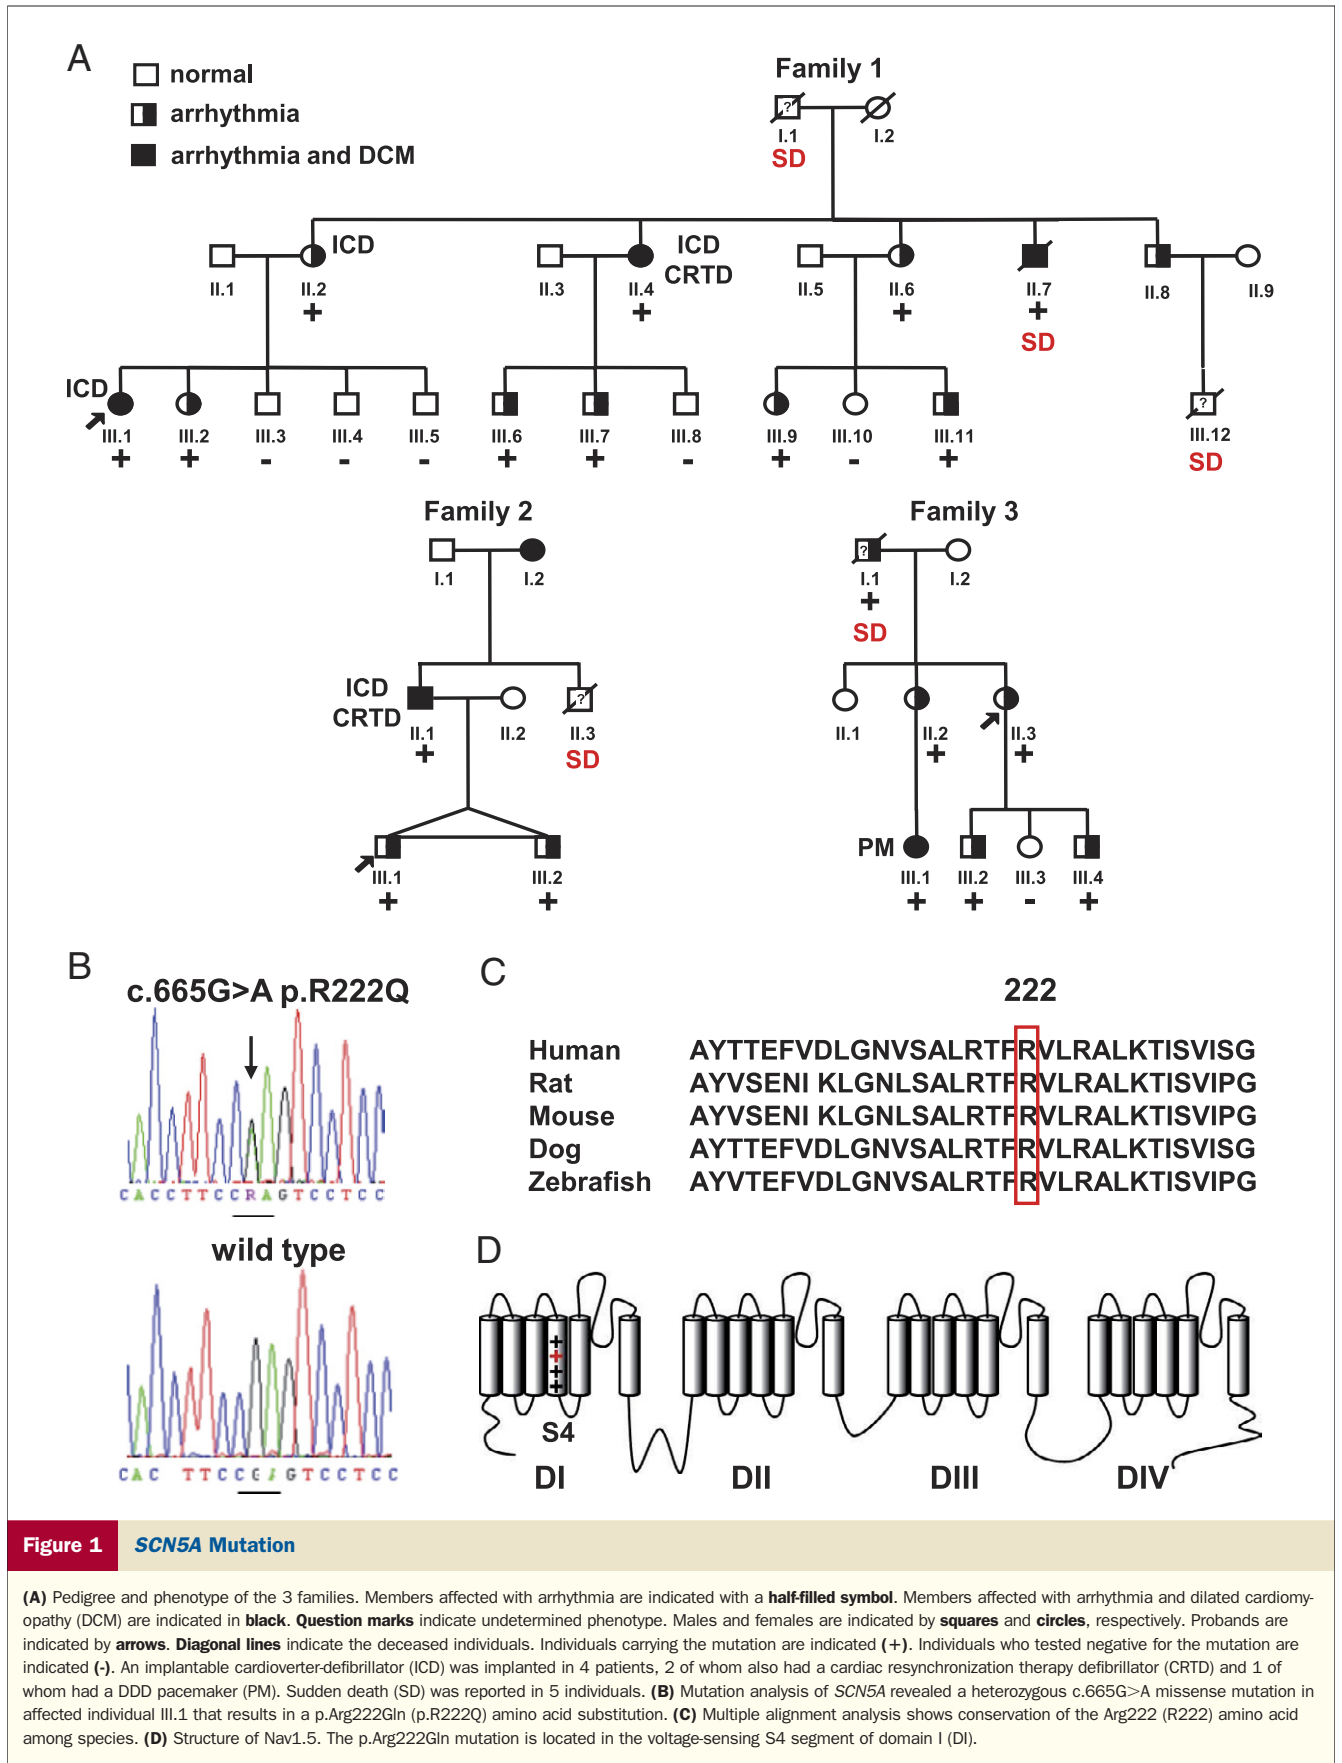 A
normal
arrhythmia
arrhythmia and DCM
Family 1
?
I.1
I.2
SD
ICD
ICD
CRTD
II.1
II.2
II.3
II.4
II.5
II.6
II.7
II.8
II.9
+
+
+
+
SD
ICD
?
III.1
III.2
III.3
III.4
III.5
III.6
III.7
III.8
III.9
III.10
III.11
III.12
+
+
-
-
-
+
+
-
+
-
+
SD
Family 2
I.1
I.2
ICD
CRTD
?
II.1
II.2
II.3
+
SD
III.1
III.2
+
+
Family 3
?
I.1
I.2
+
SD
II.1
II.2
II.3
+
+
PM
III.1
III.2
III.3
III.4
+
+
-
+
B
c.665G>A p.R222Q
C A C C T T C C R A G T C C T C C
wild type
C A C T T C C G A G T C C T C C
C
222
Human AYTTEFVDLGNVSALRTFRVLRALKTISVISG
Rat AYVSENI KLGNLSALRTFRVLRALKTISVIPG
Mouse AYVSENI KLGNLSALRTFRVLRALKTISVIPG
Dog AYTTEFVDLGNVSALRTFRVLRALKTISVISG
Zebrafish AYVTEFVDLGNVSALRTFRVLRALKTISVIPG
D
+
+
+
+
S4
DI
DII
DIII
DIV
Figure 1 SCN5A Mutation
(A) Pedigree and phenotype of the 3 families. Members affected with arrhythmia are indicated with a half-filled symbol. Members affected with arrhythmia and dilated cardiomy-
opathy (DCM) are indicated in black. Question marks indicate undetermined phenotype. Males and females are indicated by squares and circles, respectively. Probands are
indicated by arrows. Diagonal lines indicate the deceased individuals. Individuals carrying the mutation are indicated (+). Individuals who tested negative for the mutation are
indicated (-). An implantable cardioverter-defibrillator (ICD) was implanted in 4 patients, 2 of whom also had a cardiac resynchronization therapy defibrillator (CRTD) and 1 of
whom had a DDD pacemaker (PM). Sudden death (SD) was reported in 5 individuals. (B) Mutation analysis of SCN5A revealed a heterozygous c.665G>A missense mutation in
affected individual III.1 that results in a p.Arg222Gln (p.R222Q) amino acid substitution. (C) Multiple alignment analysis shows conservation of the Arg222 (R222) amino acid
among species. (D) Structure of Nav1.5. The p.Arg222Gln mutation is located in the voltage-sensing S4 segment of domain I (DI).